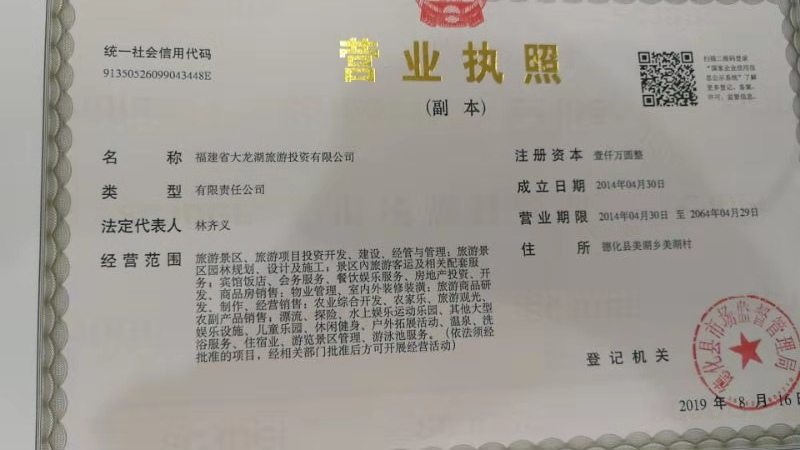 统一社会信用代码
91350526099043448E
营业执照
(副 本)
扫描二维码登录
“国家企业信用信
息公示系统”了解
更多登记、备案、
许可、监管信息。
名 称 福建省大龙湖旅游投资有限公司
类 型 有限责任公司
法定代表人 林齐义
经营范围 旅游景区、旅游项目投资开发、建设、经管与管理;旅游景
区园林规划、设计及施工;景区内旅游客运及相关配套服
务;宾馆饭店、会务服务、餐饮娱乐服务、房地产投资、开
发、商品房销售;物业管理、室内外装修装潢;旅游商品研
发、制作、经营销售;农业综合开发、农家乐、旅游观光、
农副产品销售;漂流、探险、水上娱乐运动乐园、其他大型
娱乐设施、儿童乐园、休闲健身、户外拓展活动、温泉、洗
浴服务、住宿业、游览景区管理、游泳池服务。(依法须经
批准的项目,经相关部门批准后方可开展经营活动)
注册资本 壹仟万圆整
成立日期 2014年04月30日
营业期限 2014年04月30日 至 2064年04月29日
住 所 德化县美湖乡美湖村
登记机关
德化县市场监督管理局
2019 年 8 月 16 日